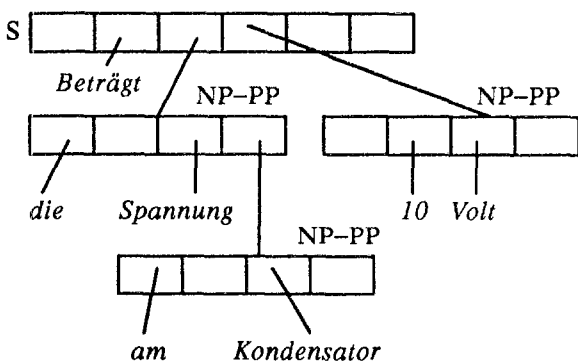 S
Beträgt
NP–PP NP–PP
die Spannung 10 Volt
NP–PP
am Kondensator